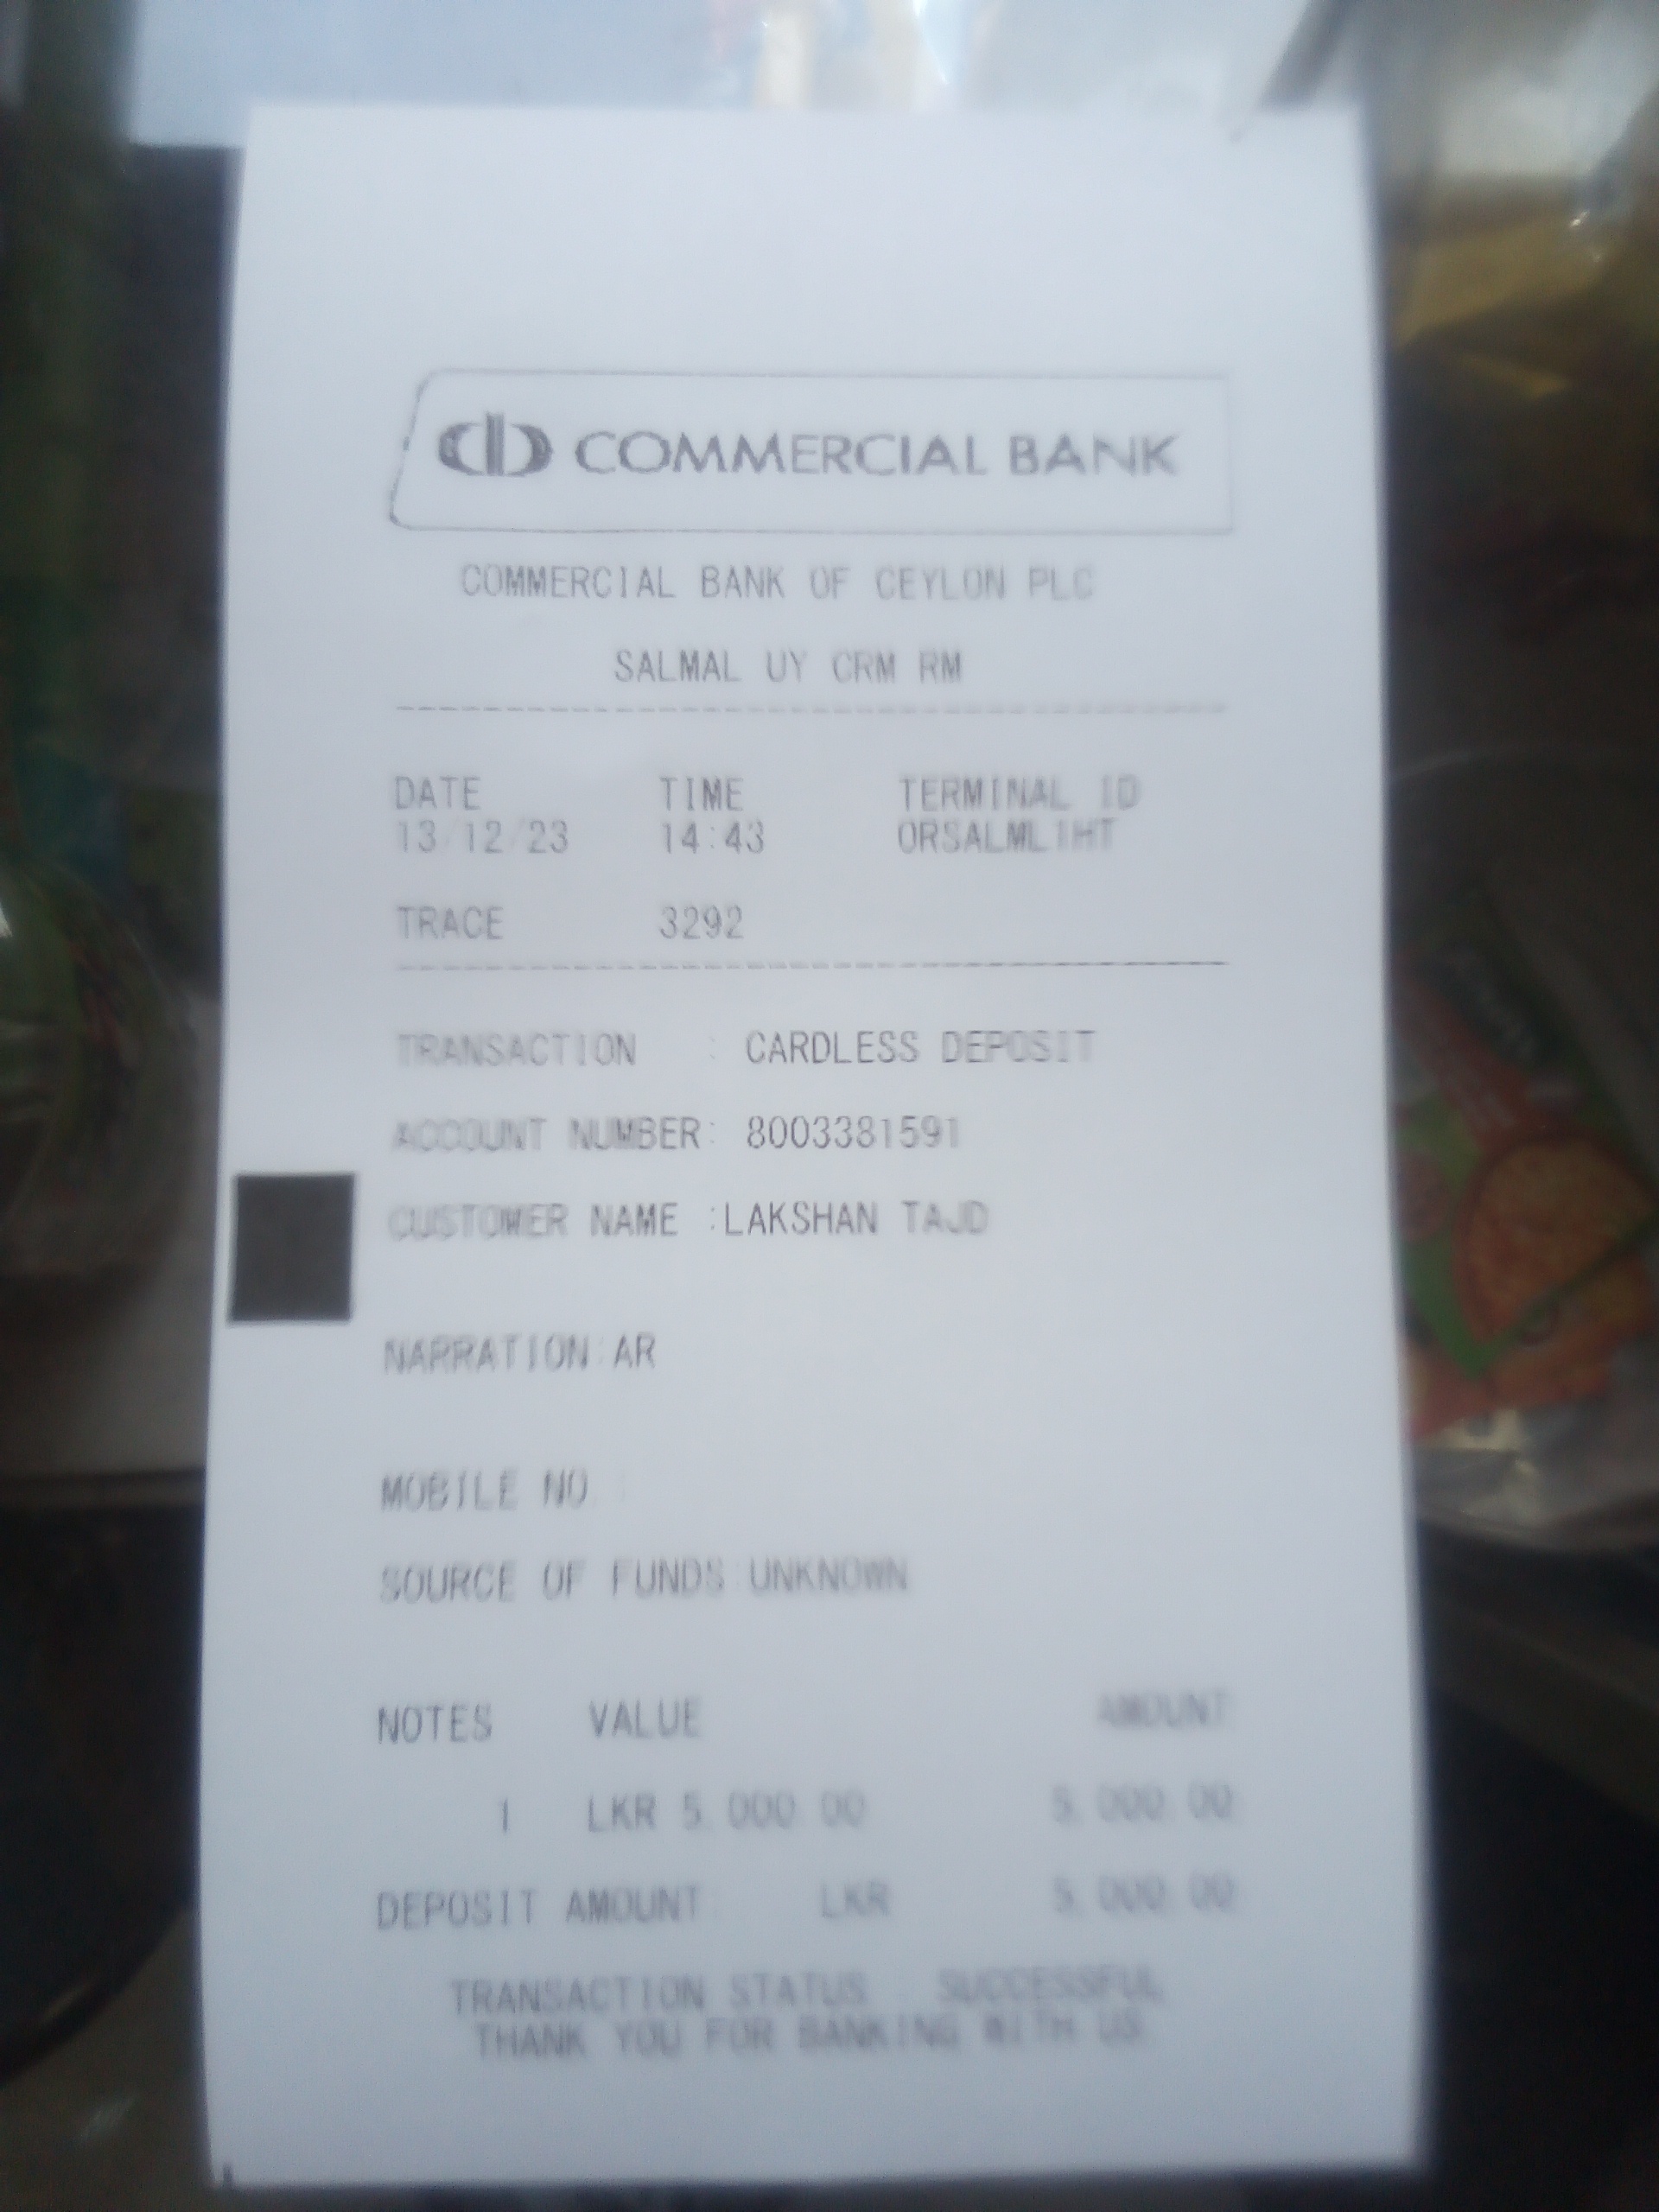 COMMERCIAL BANK
COMMERCIAL BANK OF CEYLON PLC
SALMAL UY CRM RM
DATE TIME TERMINAL ID
13/12/23 14:43 ORSALML1HT
TRACE 3292
TRANSACTION : CARDLESS DEPOSIT
ACCOUNT NUMBER: 8003381591
CUSTOMER NAME :LAKSHAN TAJD
NARRATION:AR
MOBILE NO. :
SOURCE OF FUNDS:UNKNOWN
NOTES VALUE AMOUNT
1 LKR 5,000.00 5,000.00
DEPOSIT AMOUNT: LKR 5,000.00
TRANSACTION STATUS : SUCCESSFUL
THANK YOU FOR BANKING WITH US